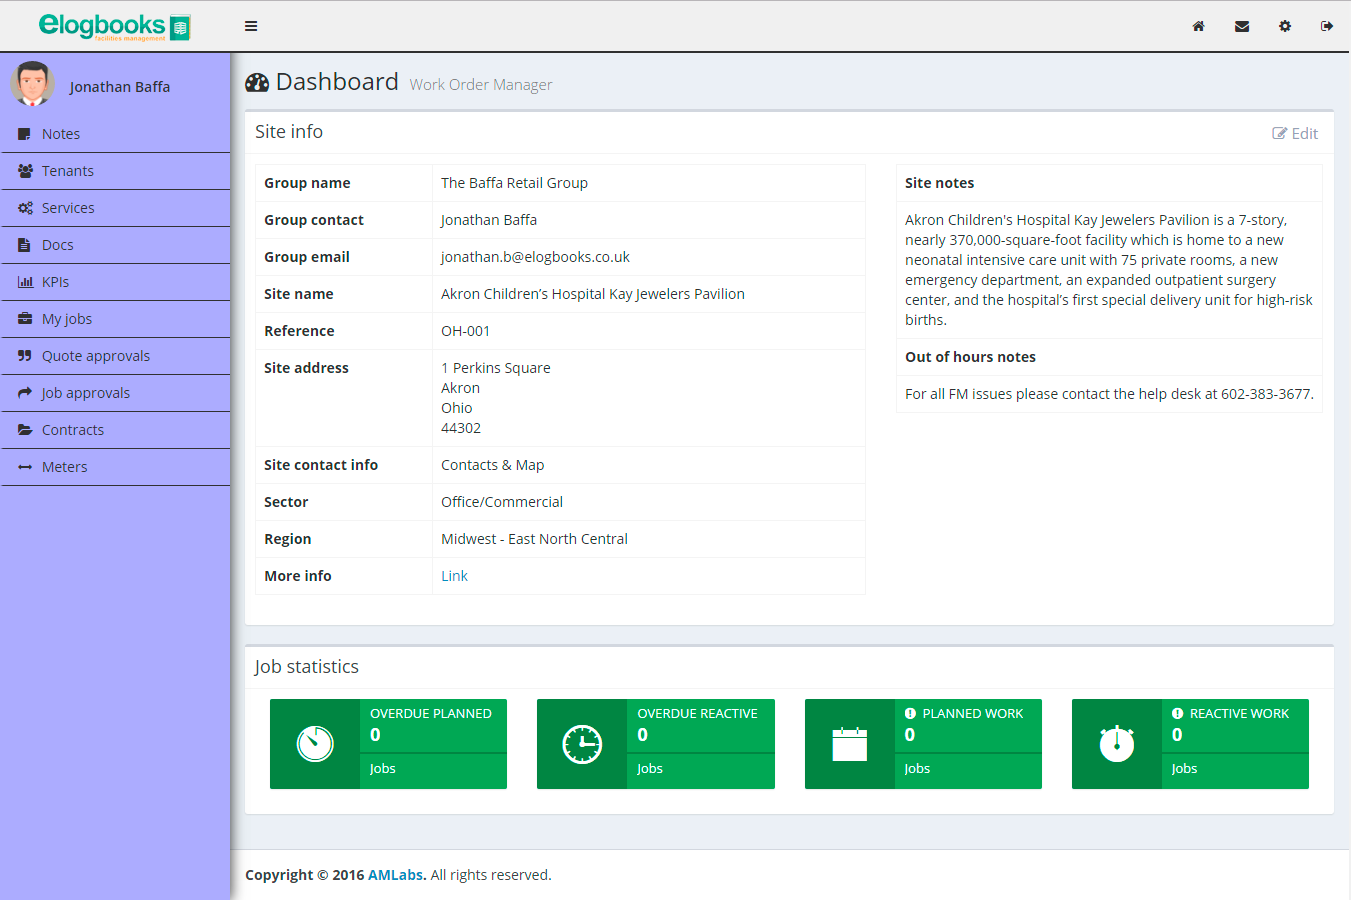 elogbooks
facilities management
Jonathan Baffa
Notes
Tenants
Services
Docs
KPIs
My jobs
Quote approvals
Job approvals
Contracts
Meters
Dashboard Work Order Manager
Site info
Edit
Group name The Baffa Retail Group
Group contact Jonathan Baffa
Group email jonathan.b@elogbooks.co.uk
Site name Akron Children’s Hospital Kay Jewelers Pavilion
Reference OH-001
Site address 1 Perkins Square
Akron
Ohio
44302
Site contact info Contacts & Map
Sector Office/Commercial
Region Midwest - East North Central
More info Link
Site notes
Akron Children's Hospital Kay Jewelers Pavilion is a 7-story,
nearly 370,000-square-foot facility which is home to a new
neonatal intensive care unit with 75 private rooms, a new
emergency department, an expanded outpatient surgery
center, and the hospital’s first special delivery unit for high-risk
births.
Out of hours notes
For all FM issues please contact the help desk at 602-383-3677.
Job statistics
OVERDUE PLANNED
0
Jobs
OVERDUE REACTIVE
0
Jobs
PLANNED WORK
0
Jobs
REACTIVE WORK
0
Jobs
Copyright © 2016 AMLabs. All rights reserved.